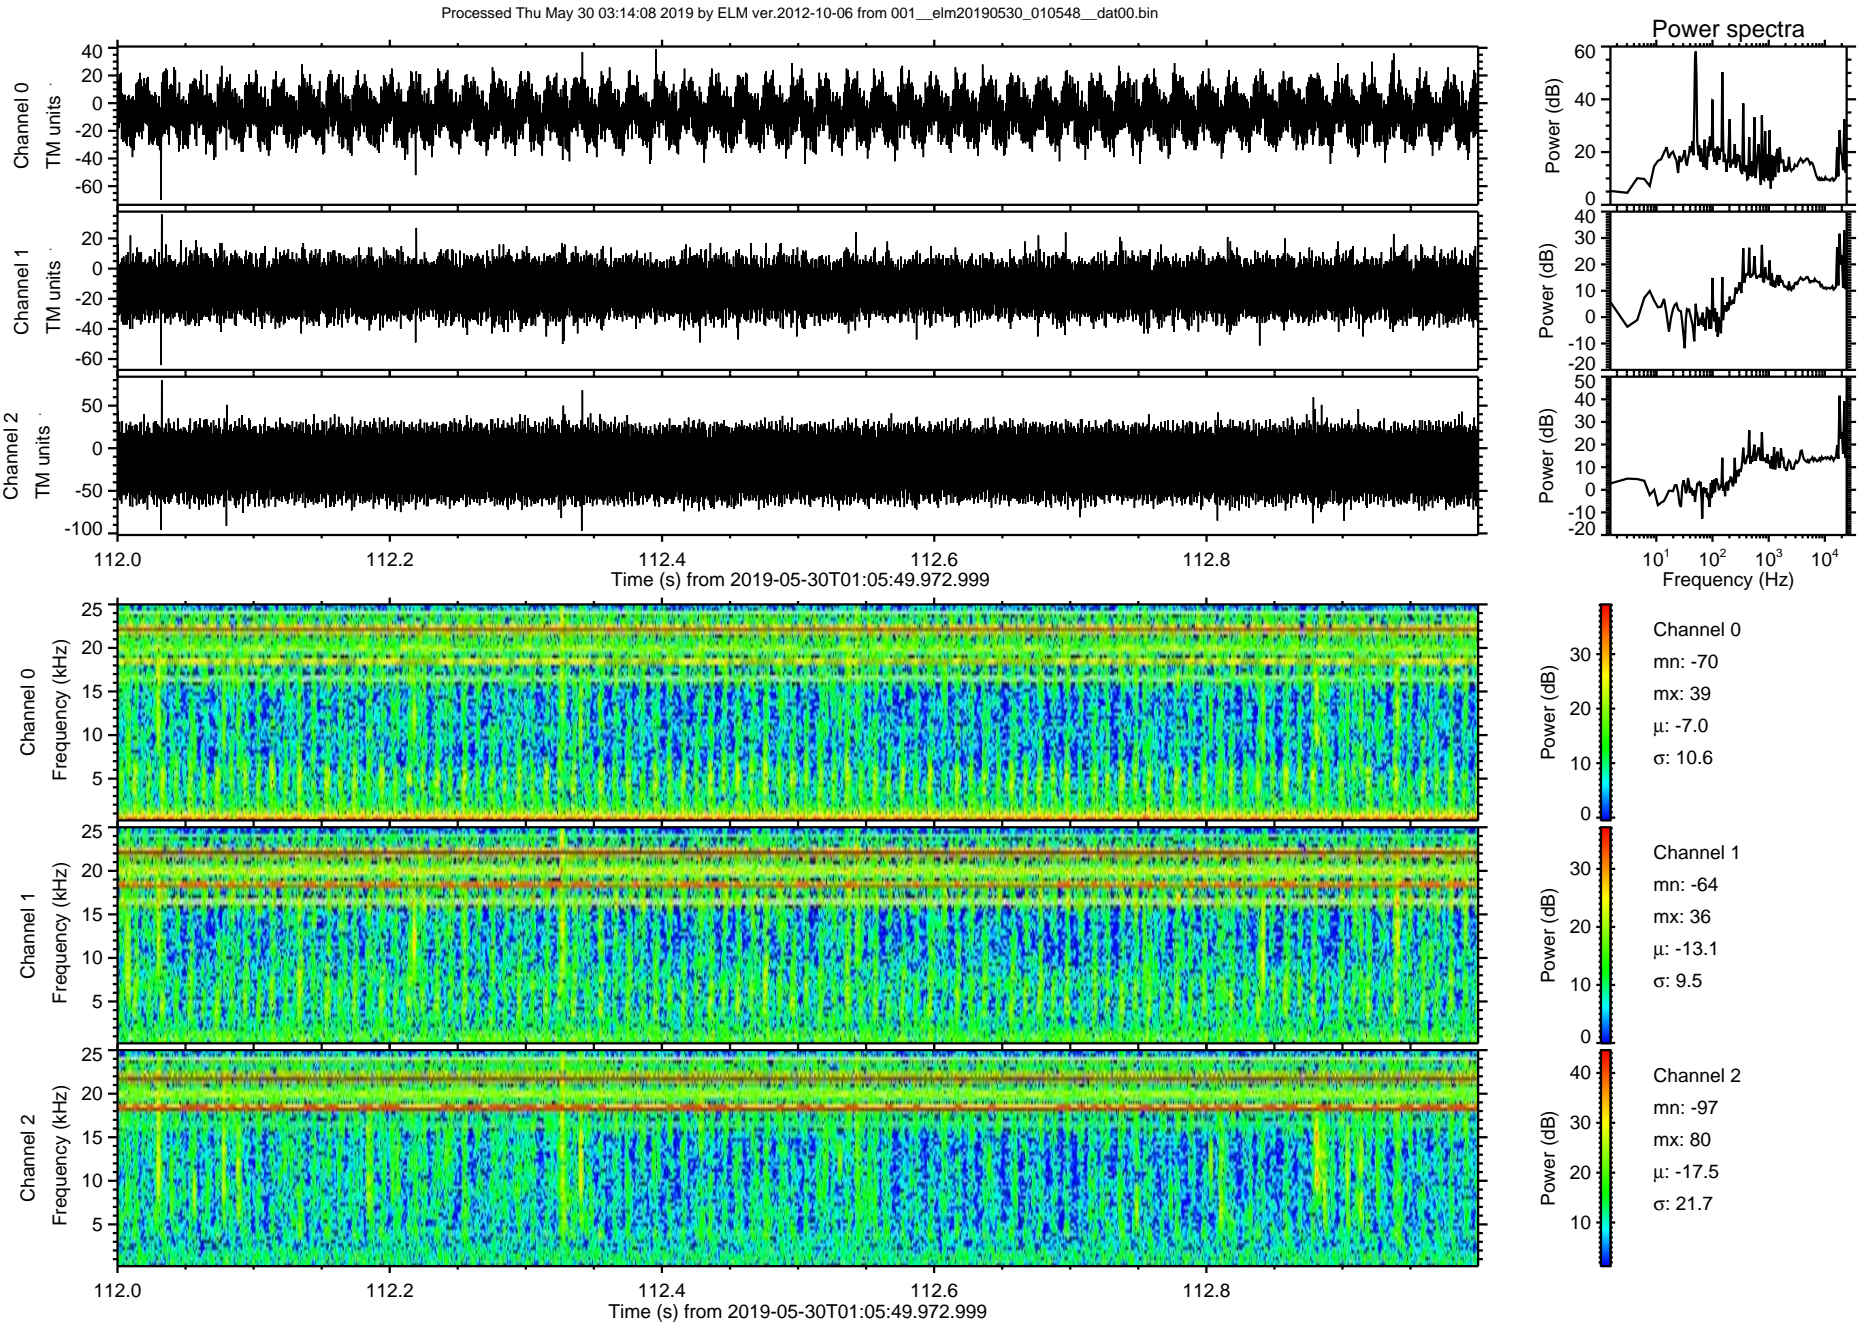 Processed Thu May 30 03:14:08 2019 by ELM ver.2012-10-06 from 001__elm20190530_010548__dat00.bin
Power spectra
Channel 0
TM units
40
20
0
-20
-40
-60
Power (dB)
60
40
20
0
Channel 1
TM units
20
0
-20
-40
-60
Power (dB)
40
30
20
10
0
-10
-20
Channel 2
TM units
50
0
-50
-100
Power (dB)
50
40
30
20
10
0
-10
-20
112.0 112.2 112.4 112.6 112.8
Time (s) from 2019-05-30T01:05:49.972.999
10^1 10^2 10^3 10^4
Frequency (Hz)
Channel 0
Frequency (kHz)
25
20
15
10
5
Power (dB)
30
20
10
0
Channel 0
mn: -70
mx: 39
μ: -7.0
σ: 10.6
Channel 1
Frequency (kHz)
25
20
15
10
5
Power (dB)
30
20
10
0
Channel 1
mn: -64
mx: 36
μ: -13.1
σ: 9.5
Channel 2
Frequency (kHz)
25
20
15
10
5
Power (dB)
40
30
20
10
Channel 2
mn: -97
mx: 80
μ: -17.5
σ: 21.7
112.0 112.2 112.4 112.6 112.8
Time (s) from 2019-05-30T01:05:49.972.999